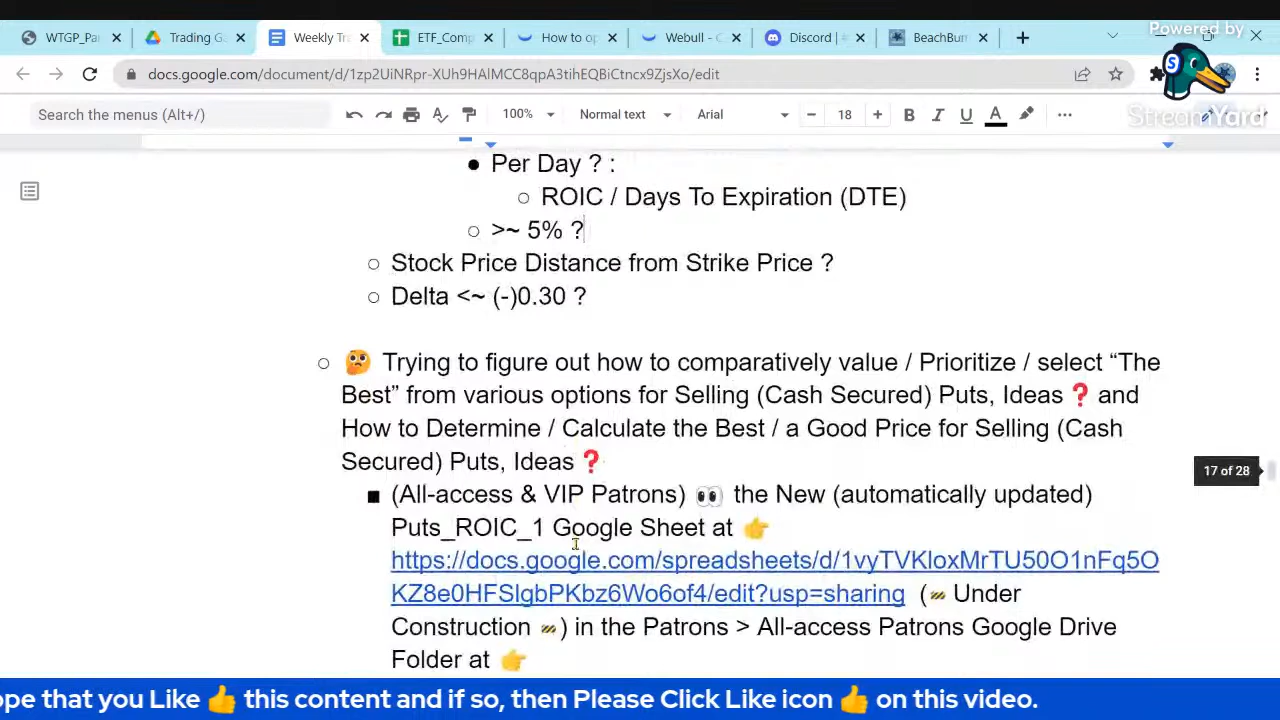 Powered by
StreamYard
WTGP_Pa
Trading G
Weekly Tra
ETF_Comp
How to op
Webull - C
Discord | #
BeachBum
docs.google.com/document/d/1zp2UiNRpr-XUh9HAlMCC8qpA3tihEQBiCtncx9ZjsXo/edit
Search the menus (Alt+/)
100%
Normal text
Arial
18
B I U A
● Per Day ? :
○ ROIC / Days To Expiration (DTE)
○ >~ 5% ?
○ Stock Price Distance from Strike Price ?
○ Delta <~ (-)0.30 ?
○ 🤔 Trying to figure out how to comparatively value / Prioritize / select “The
Best” from various options for Selling (Cash Secured) Puts, Ideas❓ and
How to Determine / Calculate the Best / a Good Price for Selling (Cash
Secured) Puts, Ideas❓
■ (All-access & VIP Patrons) 👀 the New (automatically updated)
Puts_ROIC_1 Google Sheet at 👉
https://docs.google.com/spreadsheets/d/1vyTVKloxMrTU50O1nFq5O
KZ8e0HFSlgbPKbz6Wo6of4/edit?usp=sharing (🚧 Under
Construction 🚧) in the Patrons > All-access Patrons Google Drive
Folder at 👉
17 of 28
ope that you Like 👍 this content and if so, then Please Click Like icon 👍 on this video.